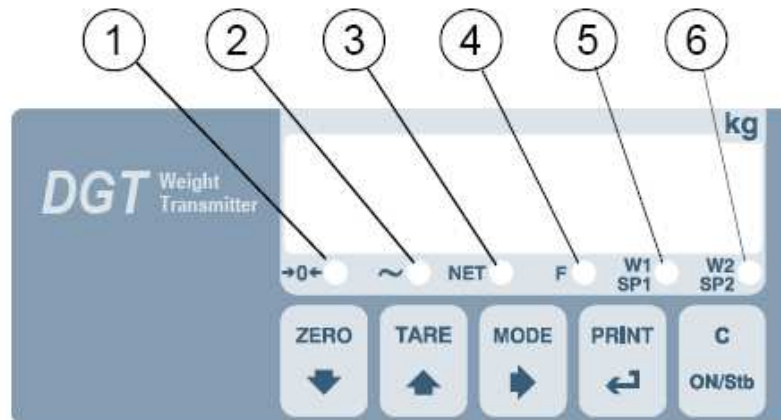 1 2 3 4 5 6
kg
DGT Weight
Transmitter
→0← ~ NET F W1 W2
SP1 SP2
ZERO TARE MODE PRINT C
ON/Stb